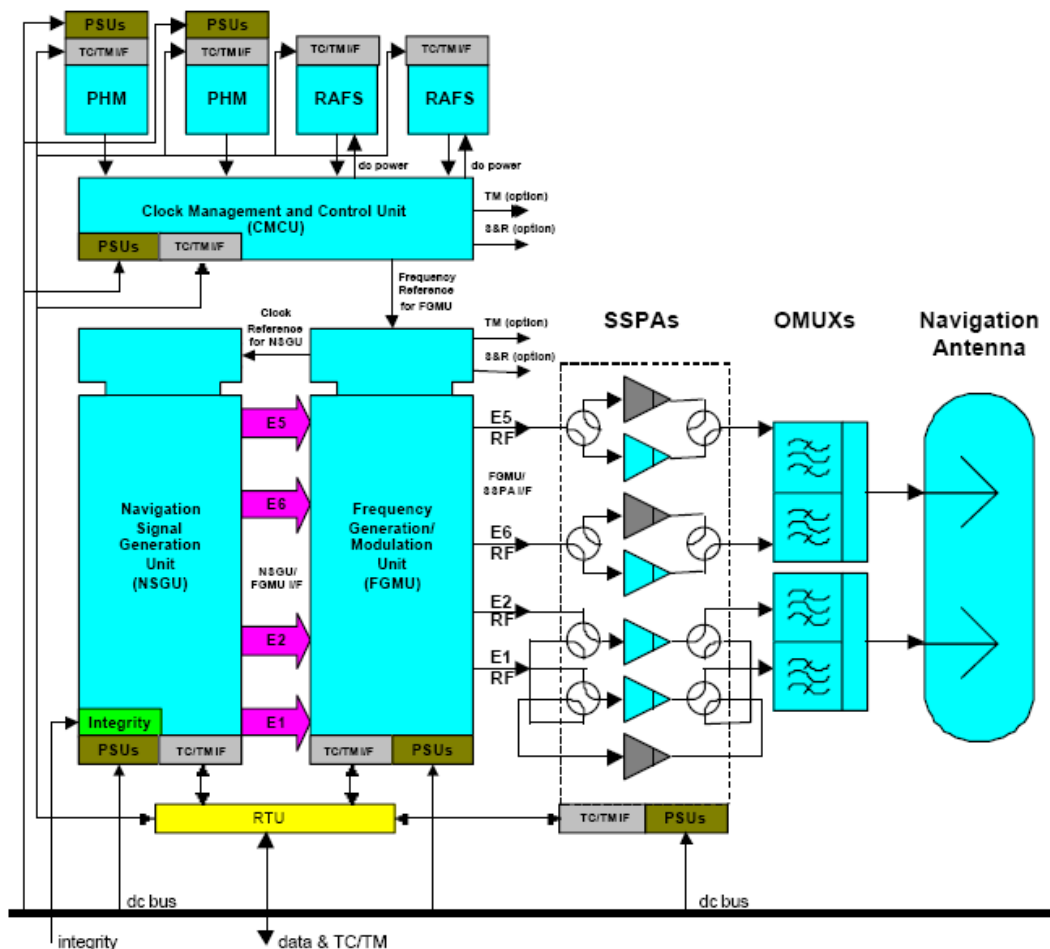 PSUs
PSUs
TC/TM I/F
TC/TM I/F
TC/TM I/F
TC/TM I/F
PHM
PHM
RAFS
RAFS
dc power
dc power
Clock Management and Control Unit
(CMCU)
PSUs
TC/TM I/F
TM (option)
S&R (option)
Frequency
Reference
for FGMU
Clock
Reference
for NSGU
TM (option)
S&R (option)
SSPAs
OMUXs
Navigation
Antenna
E5
E6
E2
E1
NSGU/
FGMU I/F
Navigation
Signal
Generation
Unit
(NSGU)
Frequency
Generation/
Modulation
Unit
(FGMU)
E5
RF
FGMU/
SSPA I/F
E6
RF
E2
RF
E1
RF
Integrity
PSUs
TC/TM IF
TC/TM I/F
PSUs
RTU
TC/TM IF
PSUs
dc bus
dc bus
integrity
data & TC/TM